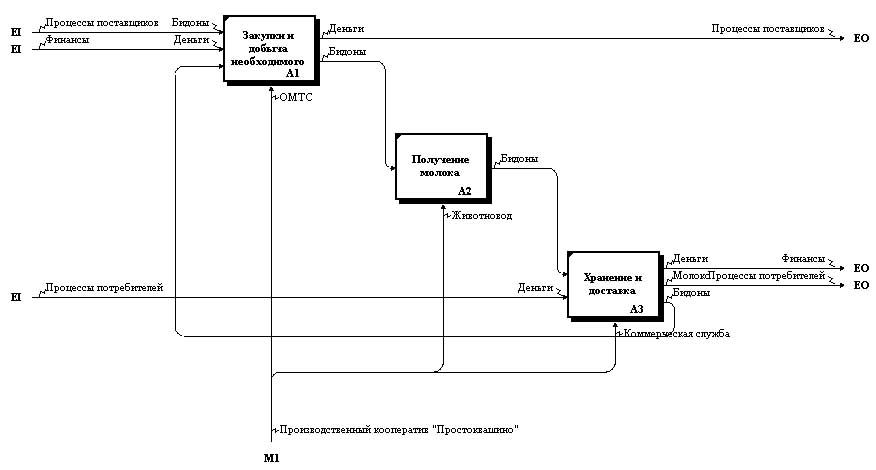 EI Процессы поставщиков Бидоны
EI Финансы Деньги
Закупки и
добыча
необходимого
A1
Деньги Процессы поставщиков EO
Бидоны
ОМТС
Получение
молока
A2
Бидоны
Животновод
Хранение и
доставка
A3
Деньги Финансы EO
Молоко Процессы потребителей EO
Бидоны
EI Процессы потребителей Деньги
Коммерческая служба
Производственный кооператив "Простоквашино"
M1